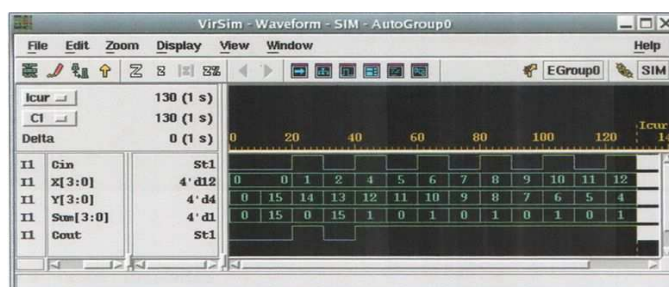 VirSim - Waveform - SIM - AutoGroup0
File Edit Zoom Display View Window Help
EGroup0 SIM
Icur 130 (1 s)
C1 130 (1 s)
Delta 0 (1 s)
Icur
0 20 40 60 80 100 120
I1 Cin St1
I1 X[3:0] 4'd12 0 0 1 2 4 5 6 7 8 9 10 11 12
I1 Y[3:0] 4'd4 0 15 14 13 12 11 10 9 8 7 6 5 4
I1 Sum[3:0] 4'd1 0 15 0 15 1 0 1 0 1 0 1 0 1
I1 Cout St1